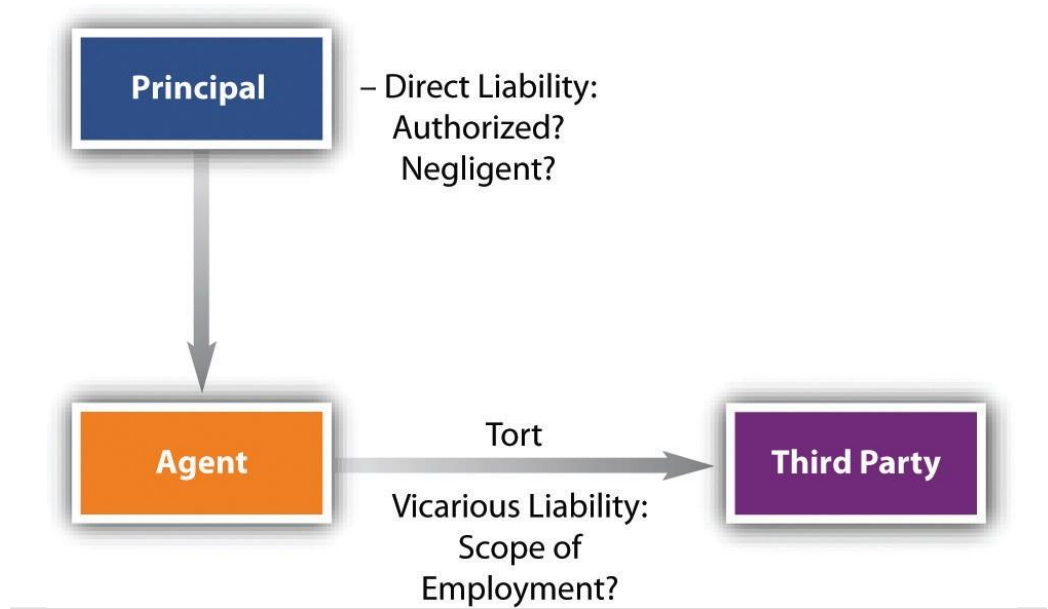 Principal
– Direct Liability:
Authorized?
Negligent?
Agent
Tort
Vicarious Liability:
Scope of
Employment?
Third Party